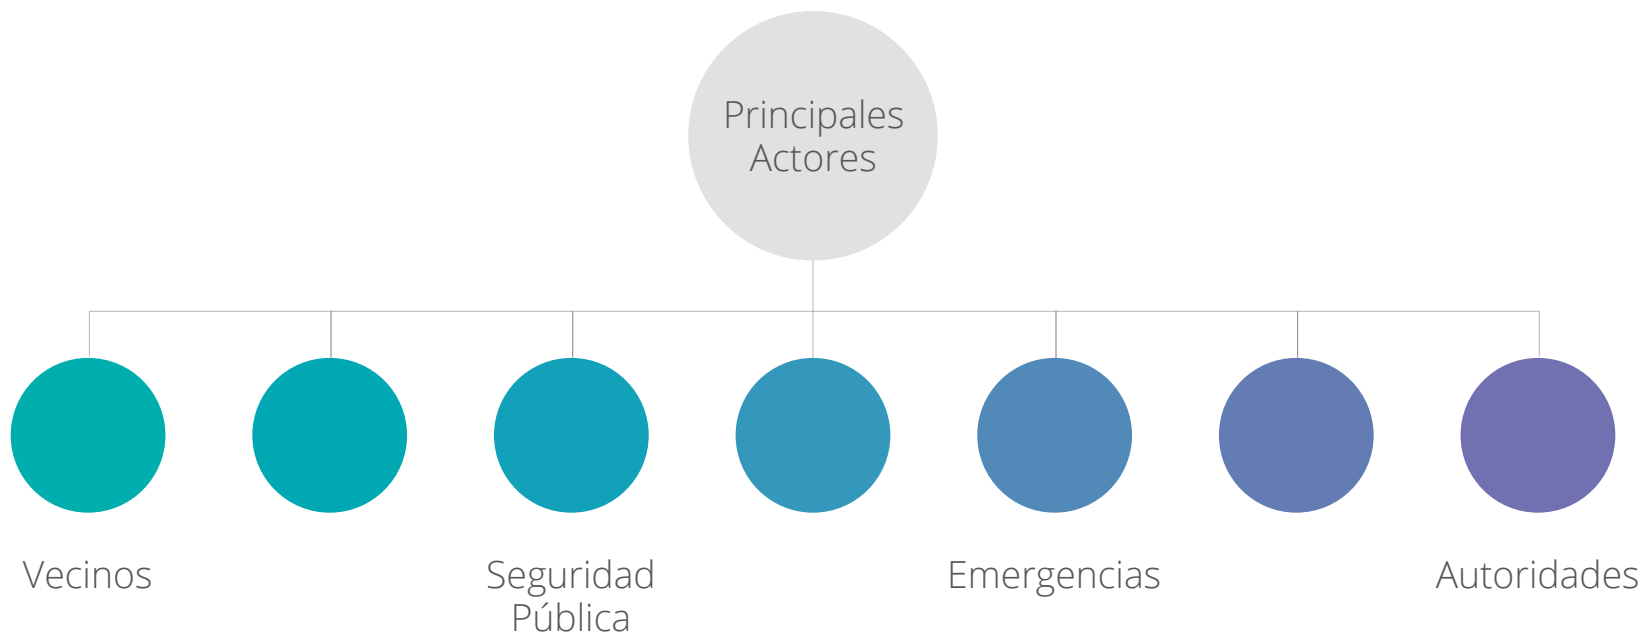 Principales
Actores
Vecinos
Seguridad
Pública
Emergencias
Autoridades